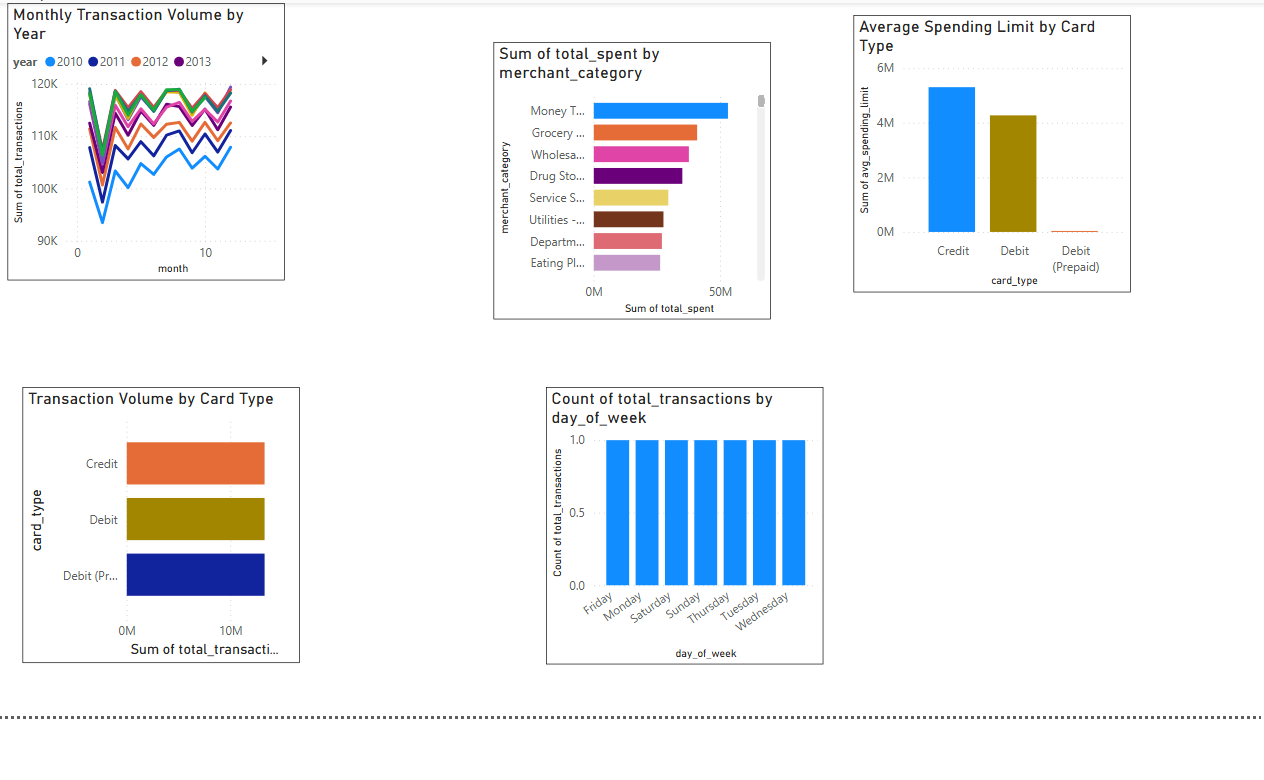 Monthly Transaction Volume by
Year
year 2010 2011 2012 2013
120K
110K
100K
90K
Sum of total_transactions
0 10
month
Sum of total_spent by
merchant_category
merchant_category
Money T...
Grocery ...
Wholesa...
Drug Sto...
Service S...
Utilities -...
Departm...
Eating Pl...
0M 50M
Sum of total_spent
Average Spending Limit by Card
Type
6M
4M
2M
0M
Sum of avg_spending_limit
Credit Debit Debit
(Prepaid)
card_type
Transaction Volume by Card Type
card_type
Credit
Debit
Debit (Pr...
0M 10M
Sum of total_transacti...
Count of total_transactions by
day_of_week
1.0
0.5
0.0
Count of total_transactions
Friday Monday Saturday Sunday Thursday Tuesday Wednesday
day_of_week